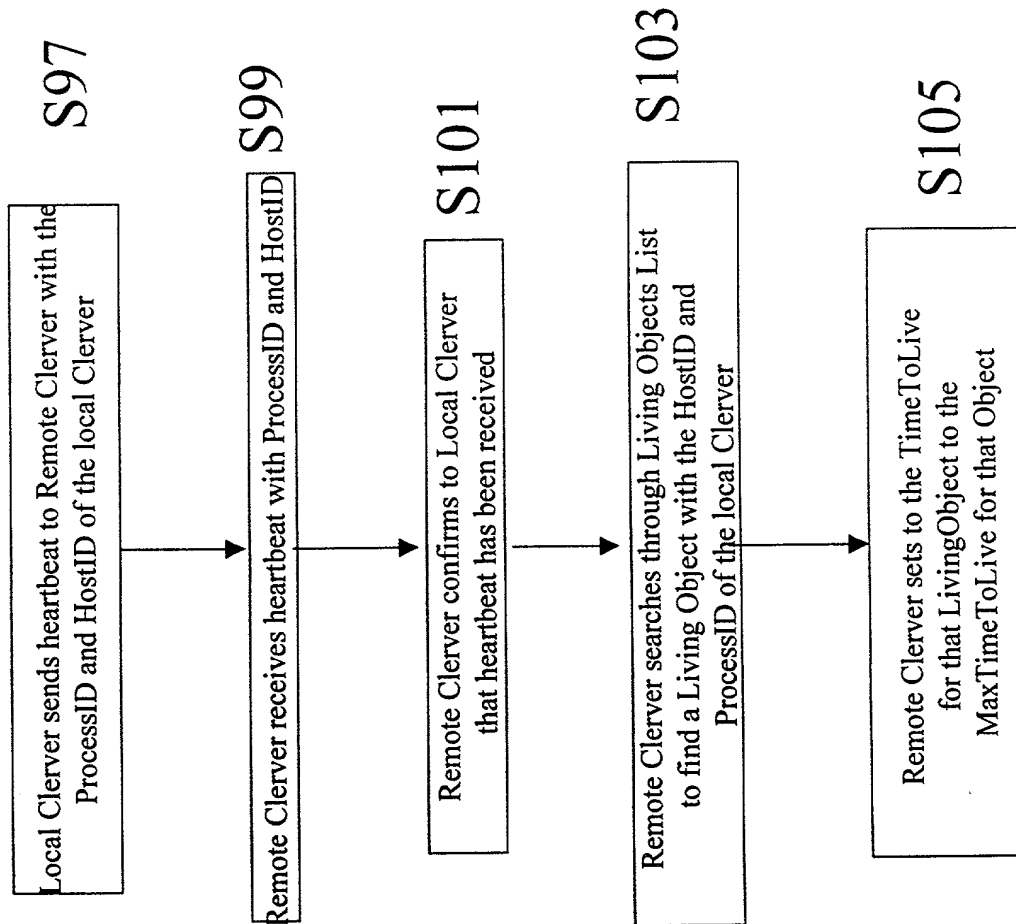 Local Clerver sends heartbeat to Remote Clerver with the
ProcessID and HostID of the local Clerver
S97
Remote Clerver receives heartbeat with ProcessID and HostID
S99
Remote Clerver confirms to Local Clerver
that heartbeat has been received
S101
Remote Clerver searches through Living Objects List
to find a Living Object with the HostID and
ProcessID of the local Clerver
S103
Remote Clerver sets to the TimeToLive
for that LivingObject to the
MaxTimeToLive for that Object
S105